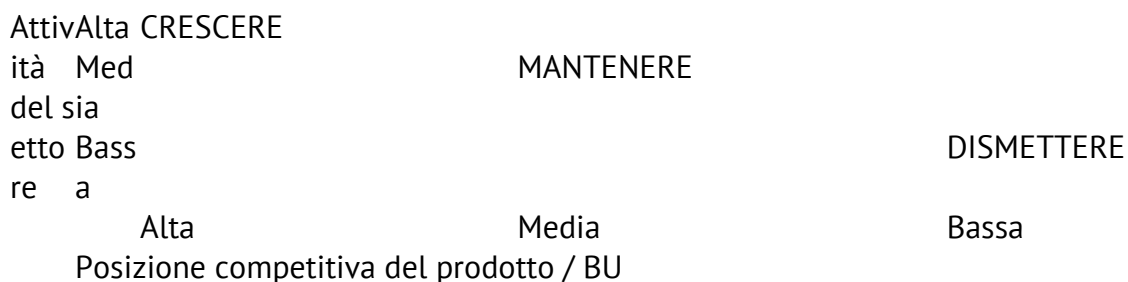 AttivAlta CRESCERE
ità Med MANTENERE
del sia
etto Bass DISMETTERE
re a
Alta Media Bassa
Posizione competitiva del prodotto / BU